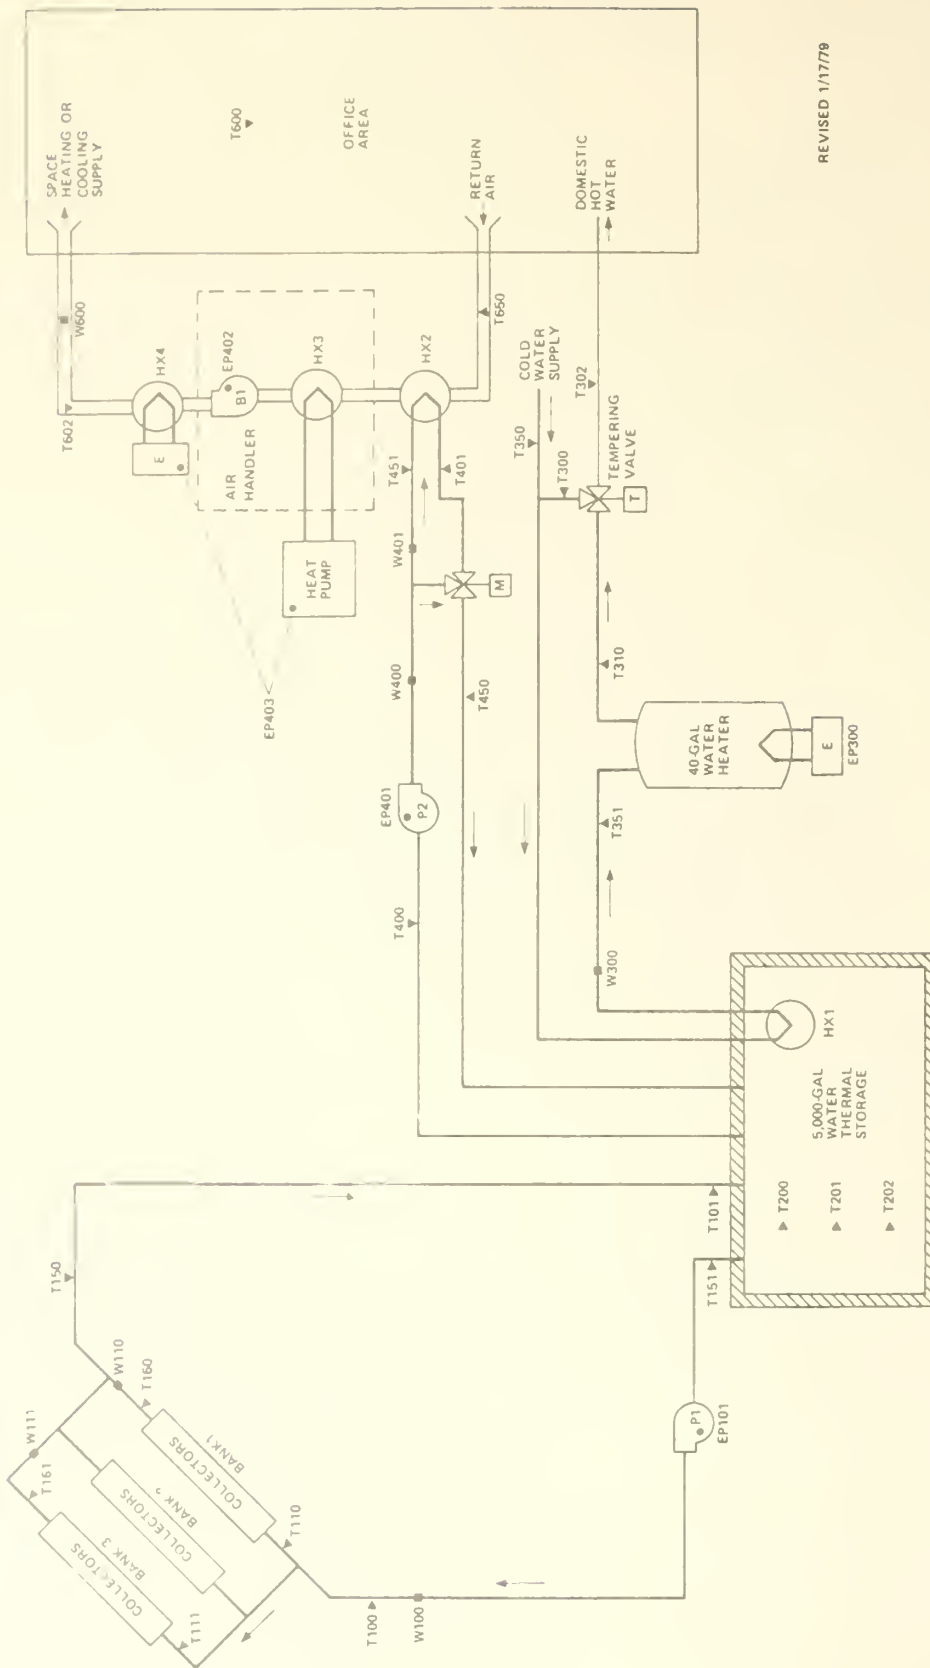 T161
W111
W110
T160
T150
COLLECTORS
BANK 3
COLLECTORS
BANK 2
COLLECTORS
BANK 1
T111
T110
T100
W100
P1
EP101
T151
T101
T200
T201
T202
5,000-GAL
WATER
THERMAL
STORAGE
HX1
T400
EP401
P2
W400
W401
T450
M
T451
T401
EP403
HEAT
PUMP
AIR
HANDLER
E
HX4
EP402
B1
HX3
HX2
T602
W600
T650
SPACE
HEATING OR
COOLING
SUPPLY
T600
OFFICE
AREA
RETURN
AIR
DOMESTIC
HOT
WATER
COLD
WATER
SUPPLY
T350
T300
T302
TEMPERING
VALVE
T
T310
T351
W300
40-GAL
WATER
HEATER
E
EP300
REVISED 1/17/79